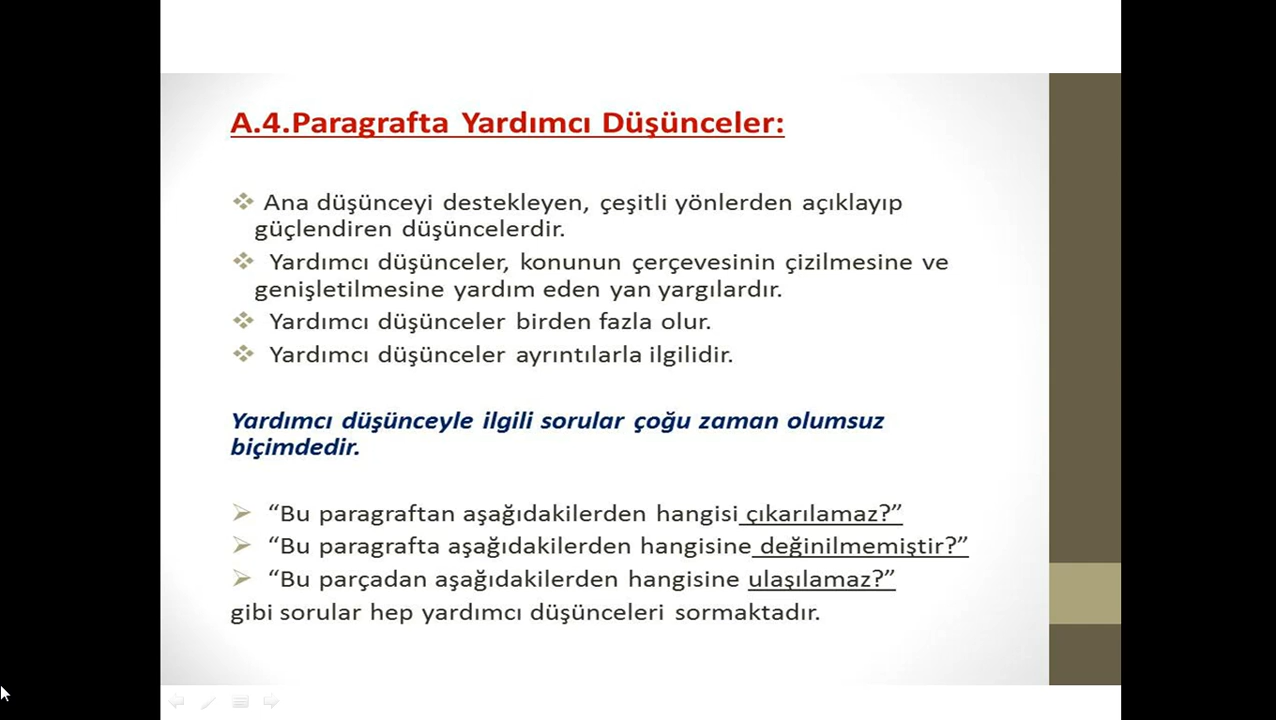 A.4.Paragrafta Yardımcı Düşünceler:
Ana düşünceyi destekleyen, çeşitli yönlerden açıklayıp
güçlendiren düşüncelerdir.
Yardımcı düşünceler, konunun çerçevesinin çizilmesine ve
genişletilmesine yardım eden yan yargılardır.
Yardımcı düşünceler birden fazla olur.
Yardımcı düşünceler ayrıntılarla ilgilidir.
Yardımcı düşünceyle ilgili sorular çoğu zaman olumsuz
biçimdedir.
“Bu paragraftan aşağıdakilerden hangisi çıkarılamaz?”
“Bu paragrafta aşağıdakilerden hangisine değinilmemiştir?”
“Bu parçadan aşağıdakilerden hangisine ulaşılamaz?”
gibi sorular hep yardımcı düşünceleri sormaktadır.